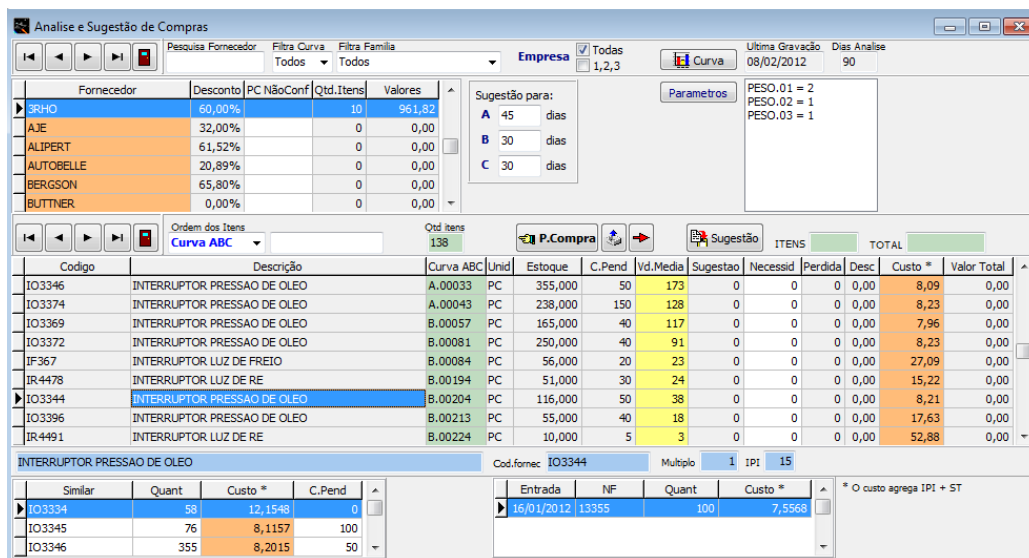 Analise e Sugestão de Compras
Pesquisa Fornecedor Filtra Curva Filtra Familia Empresa Todas Ultima Gravação Dias Analise
Todos Todos 1,2,3 Curva 08/02/2012 90
Fornecedor Desconto PC NãoConf Qtd.Itens Valores
3RHO 60,00% 10 961,82
AJE 32,00% 0 0,00
ALIPERT 61,52% 0 0,00
AUTOBELLE 20,89% 0 0,00
BERGSON 65,80% 0 0,00
BUTTNER 0,00% 0 0,00
Sugestão para:
A 45 dias
B 30 dias
C 30 dias
Parametros
PESO.01 = 2
PESO.02 = 1
PESO.03 = 1
Ordem dos Itens Qtd itens
Curva ABC 138 P.Compra Sugestão ITENS TOTAL
Codigo Descrição Curva ABC Unid Estoque C.Pend Vd.Media Sugestao Necessid Perdida Desc Custo * Valor Total
IO3346 INTERRUPTOR PRESSAO DE OLEO A.00033 PC 355,000 50 173 0 0 0 0,00 8,09 0,00
IO3374 INTERRUPTOR PRESSAO DE OLEO A.00043 PC 238,000 150 128 0 0 0 0,00 8,23 0,00
IO3369 INTERRUPTOR PRESSAO DE OLEO B.00057 PC 165,000 40 117 0 0 0 0,00 7,96 0,00
IO3372 INTERRUPTOR PRESSAO DE OLEO B.00081 PC 250,000 40 91 0 0 0 0,00 8,23 0,00
IF367 INTERRUPTOR LUZ DE FREIO B.00084 PC 56,000 20 23 0 0 0 0,00 27,09 0,00
IR4478 INTERRUPTOR LUZ DE RE B.00194 PC 51,000 30 24 0 0 0 0,00 15,22 0,00
IO3344 INTERRUPTOR PRESSAO DE OLEO B.00204 PC 116,000 50 38 0 0 0 0,00 8,21 0,00
IO3396 INTERRUPTOR PRESSAO DE OLEO B.00213 PC 55,000 40 18 0 0 0 0,00 17,63 0,00
IR4491 INTERRUPTOR LUZ DE RE B.00224 PC 10,000 5 3 0 0 0 0,00 52,88 0,00
INTERRUPTOR PRESSAO DE OLEO Cod.fornec IO3344 Multiplo 1 IPI 15
Similar Quant Custo * C.Pend
IO3334 58 12,1548 0
IO3345 76 8,1157 100
IO3346 355 8,2015 50
Entrada NF Quant Custo *
16/01/2012 13355 100 7,5568
* O custo agrega IPI + ST